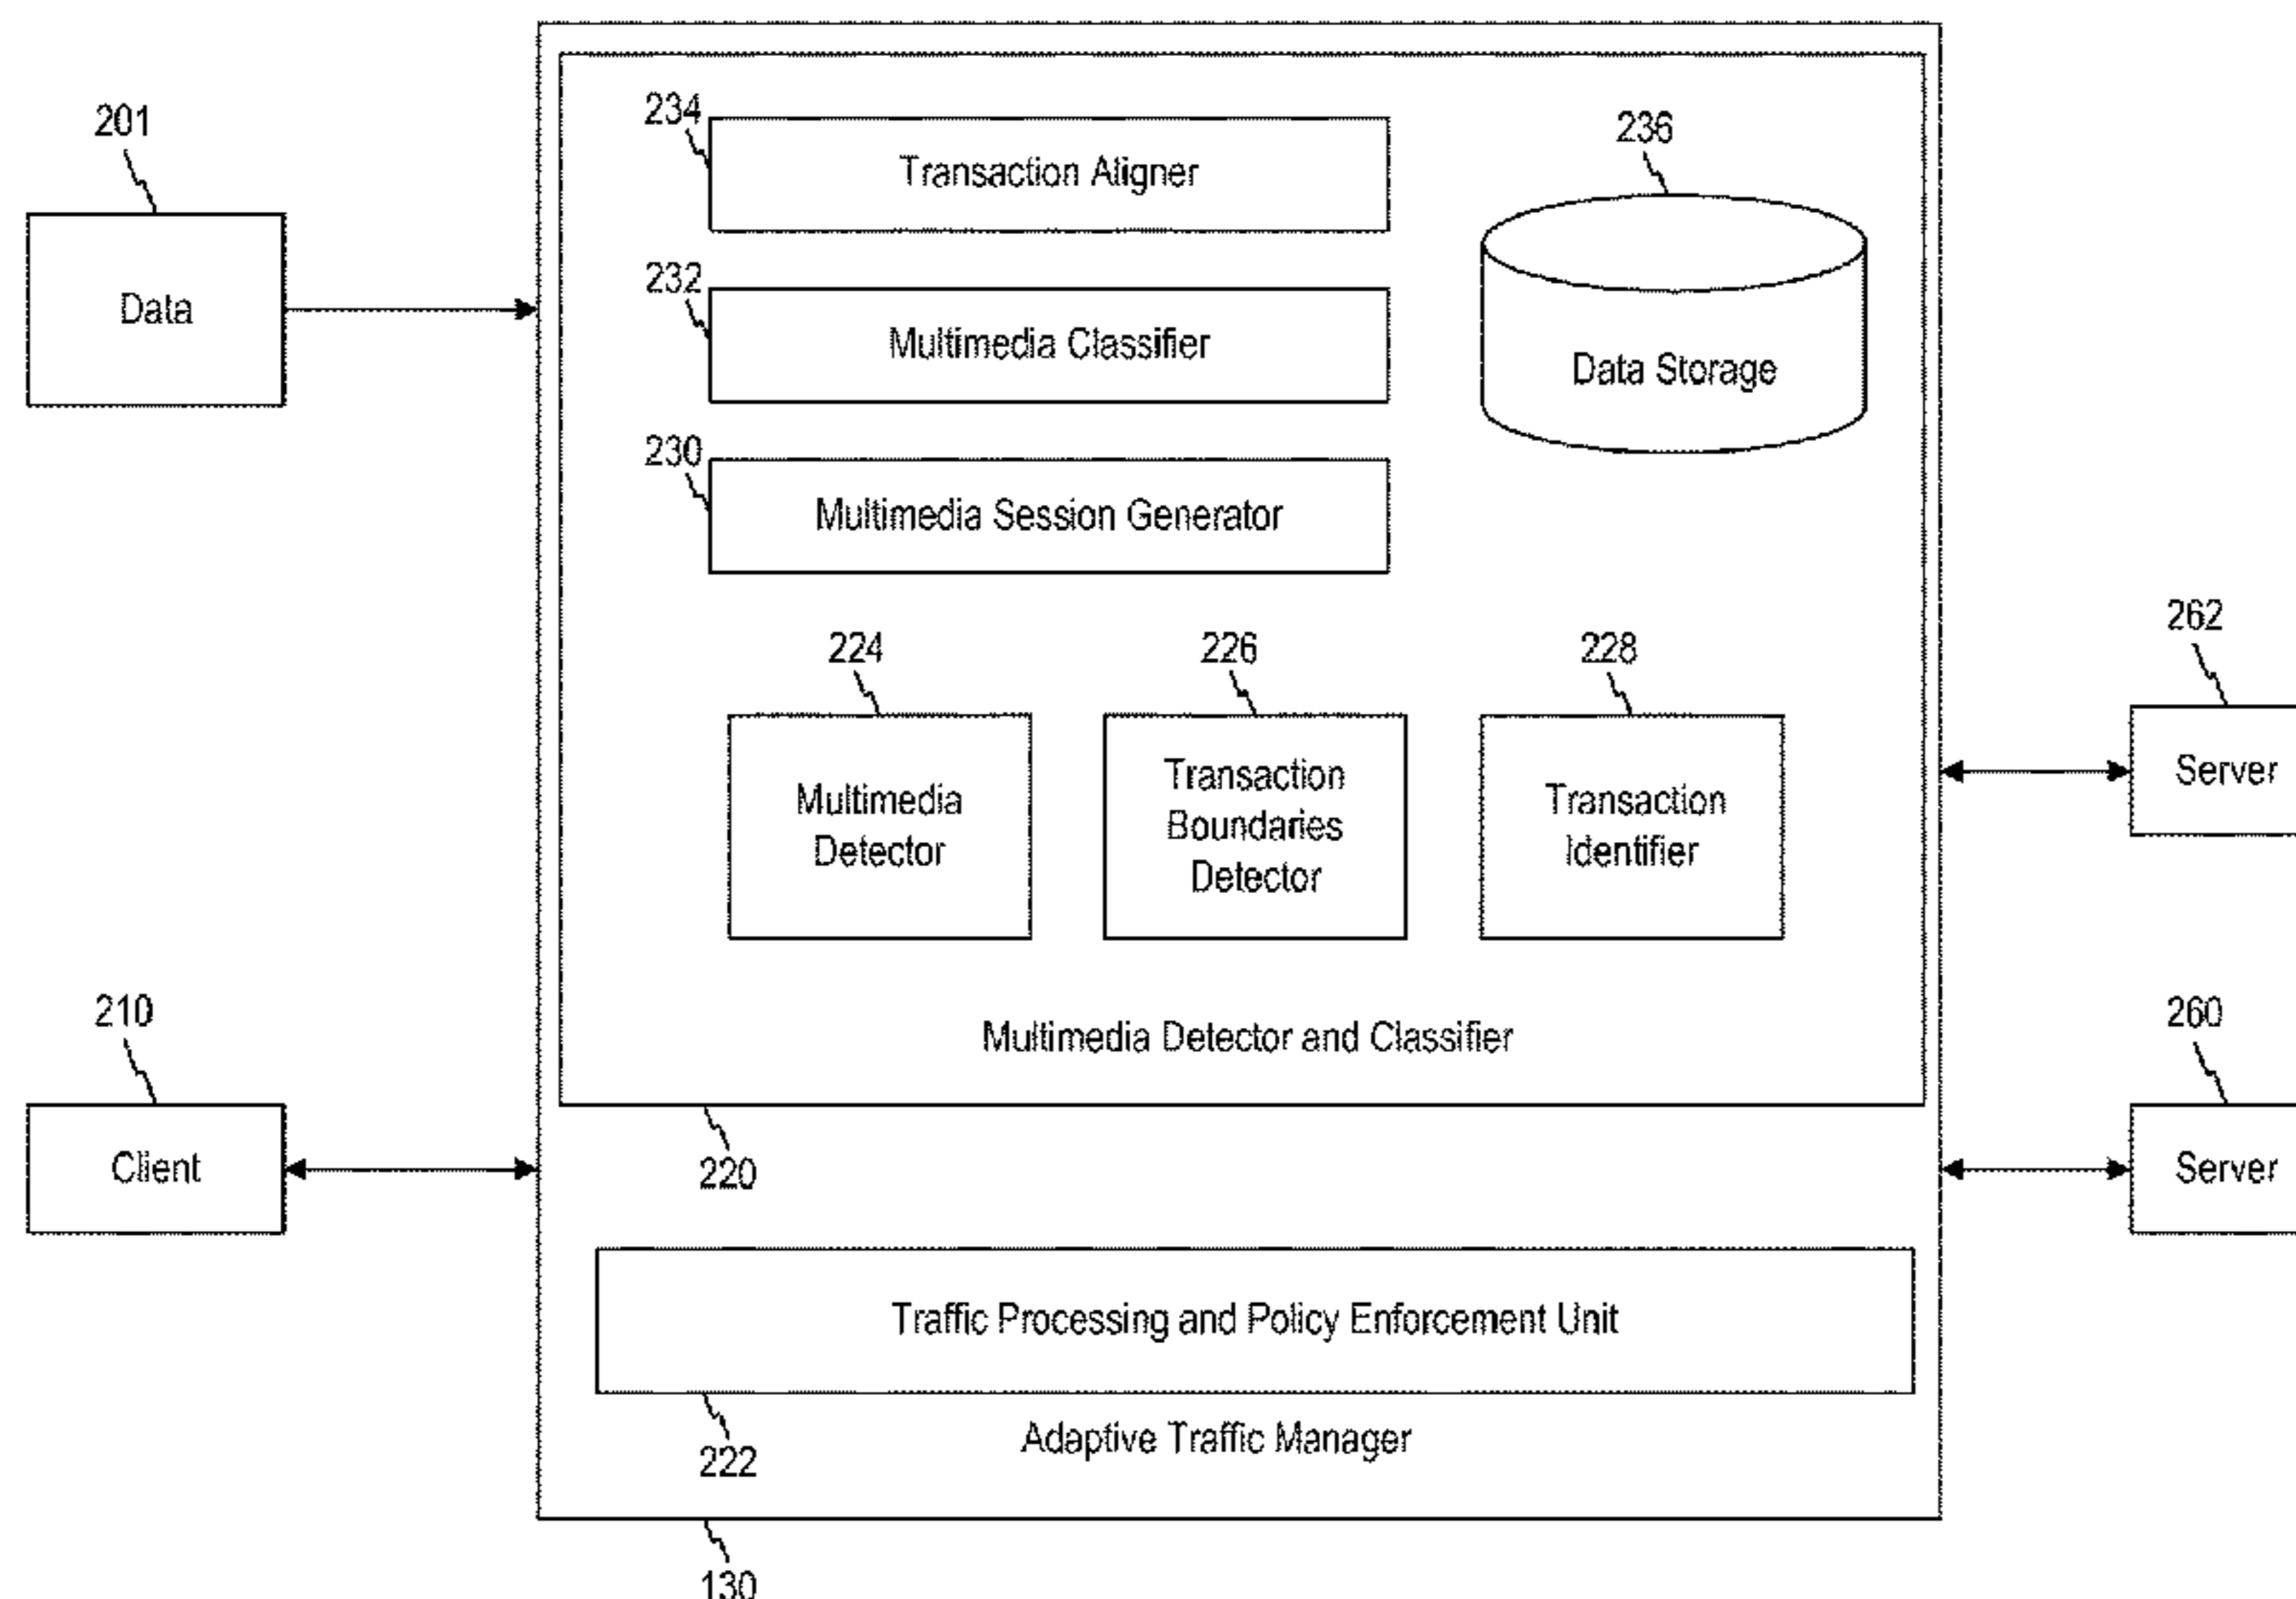 201
Data
234
Transaction Aligner
236
Data Storage
232
Multimedia Classifier
230
Multimedia Session Generator
224
Multimedia
Detector
226
Transaction
Boundaries
Detector
228
Transaction
Identifier
262
Server
Multimedia Detector and Classifier
220
210
Client
260
Server
Traffic Processing and Policy Enforcement Unit
222
Adaptive Traffic Manager
130